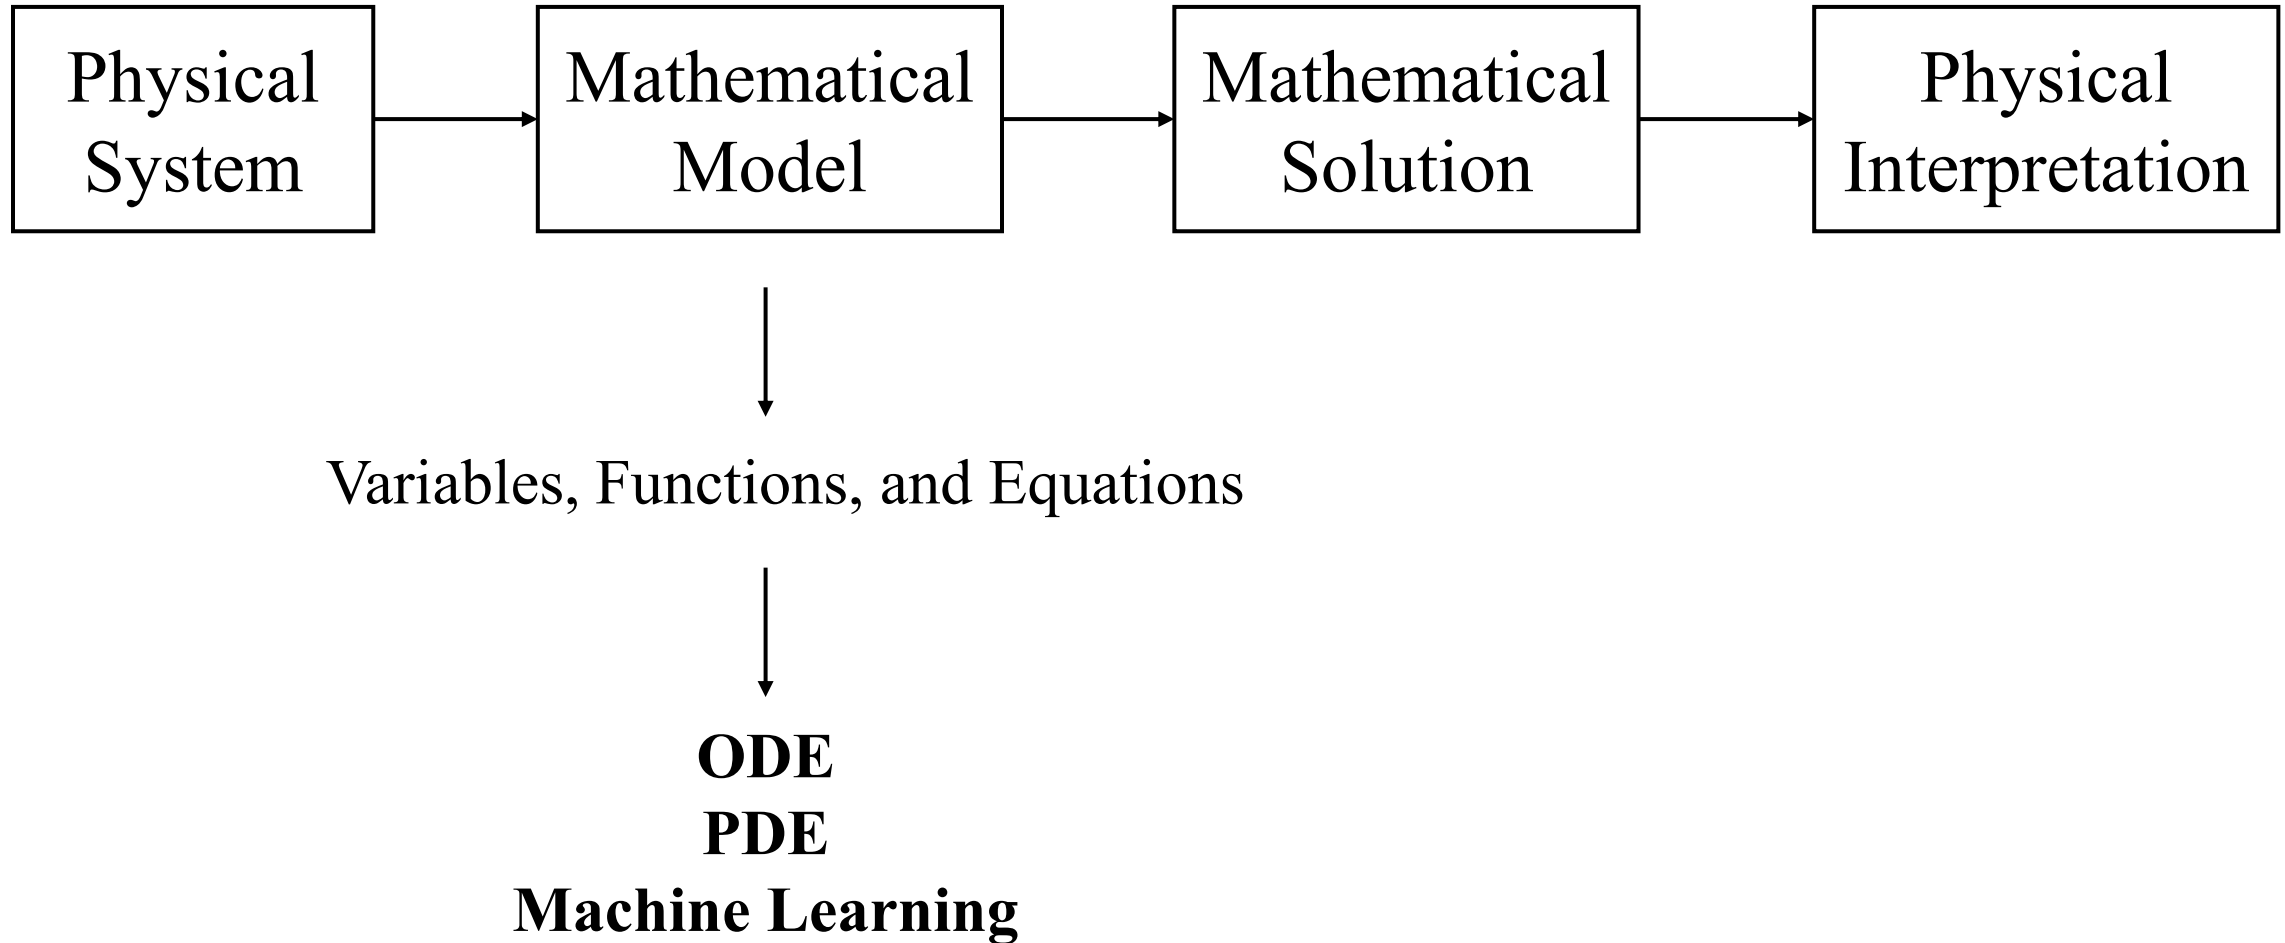 Physical
System
Mathematical
Model
Mathematical
Solution
Physical
Interpretation
Variables, Functions, and Equations
ODE
PDE
Machine Learning